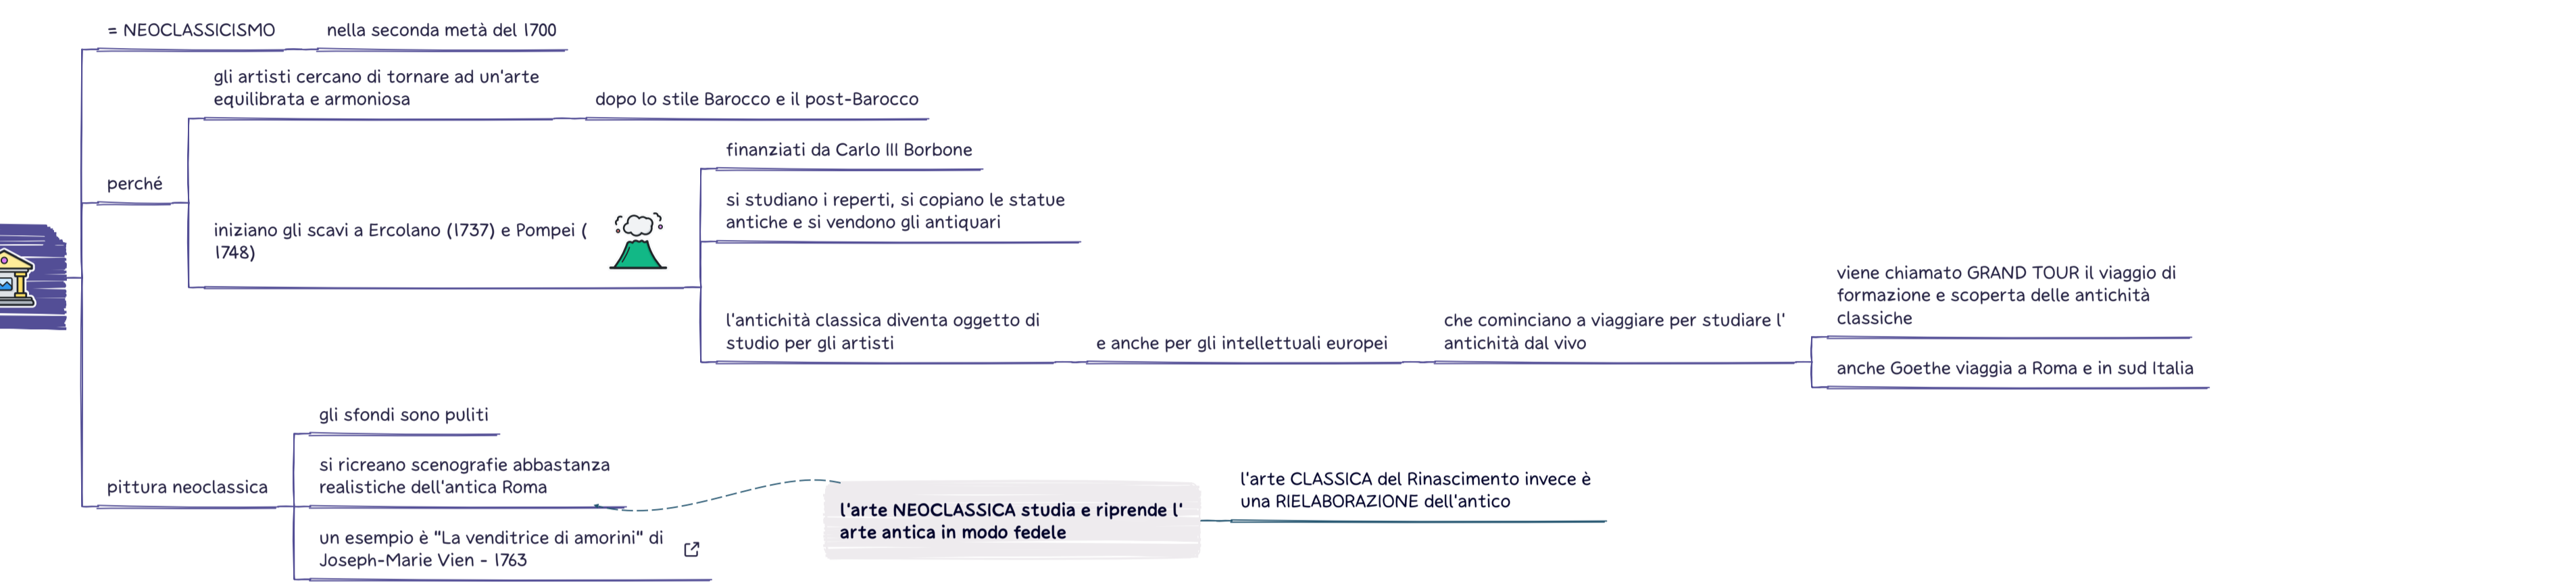 = NEOCLASSICISMO
nella seconda metà del 1700
gli artisti cercano di tornare ad un'arte
equilibrata e armoniosa
dopo lo stile Barocco e il post-Barocco
perché
finanziati da Carlo III Borbone
si studiano i reperti, si copiano le statue
antiche e si vendono gli antiquari
iniziano gli scavi a Ercolano (1737) e Pompei (
1748)
l'antichità classica diventa oggetto di
studio per gli artisti
e anche per gli intellettuali europei
che cominciano a viaggiare per studiare l'
antichità dal vivo
viene chiamato GRAND TOUR il viaggio di
formazione e scoperta delle antichità
classiche
anche Goethe viaggia a Roma e in sud Italia
pittura neoclassica
gli sfondi sono puliti
si ricreano scenografie abbastanza
realistiche dell'antica Roma
l'arte NEOCLASSICA studia e riprende l'
arte antica in modo fedele
l'arte CLASSICA del Rinascimento invece è
una RIELABORAZIONE dell'antico
un esempio è "La venditrice di amorini" di
Joseph-Marie Vien - 1763